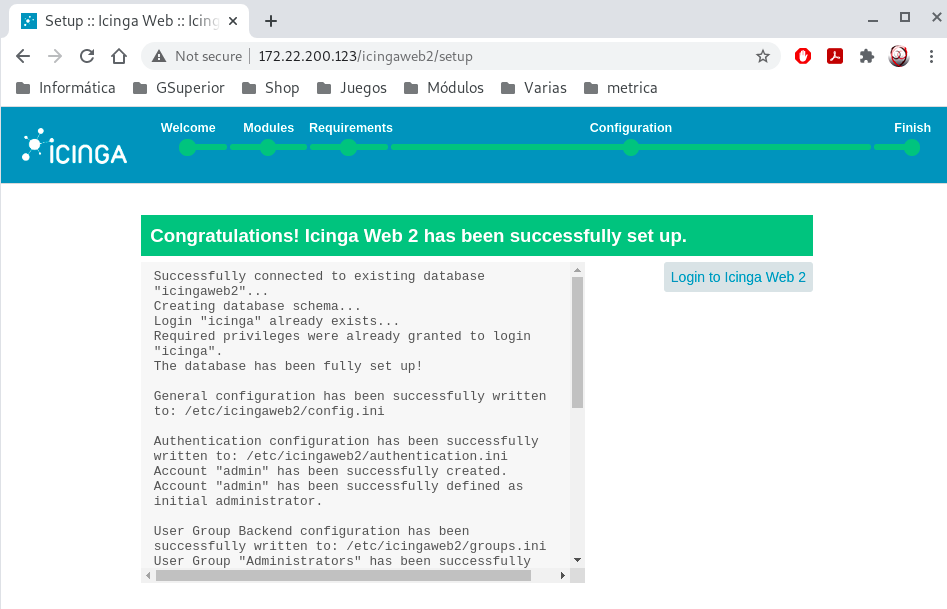 Setup :: Icinga Web :: Icing
Not secure
172.22.200.123/icingaweb2/setup
Informática
GSuperior
Shop
Juegos
Módulos
Varias
metrica
Welcome
Modules
Requirements
Configuration
Finish
ICINGA
Congratulations! Icinga Web 2 has been successfully set up.
Login to Icinga Web 2
Successfully connected to existing database
"icingaweb2"...
Creating database schema...
Login "icinga" already exists...
Required privileges were already granted to login
"icinga".
The database has been fully set up!
General configuration has been successfully written
to: /etc/icingaweb2/config.ini
Authentication configuration has been successfully
written to: /etc/icingaweb2/authentication.ini
Account "admin" has been successfully created.
Account "admin" has been successfully defined as
initial administrator.
User Group Backend configuration has been
successfully written to: /etc/icingaweb2/groups.ini
User Group "Administrators" has been successfully